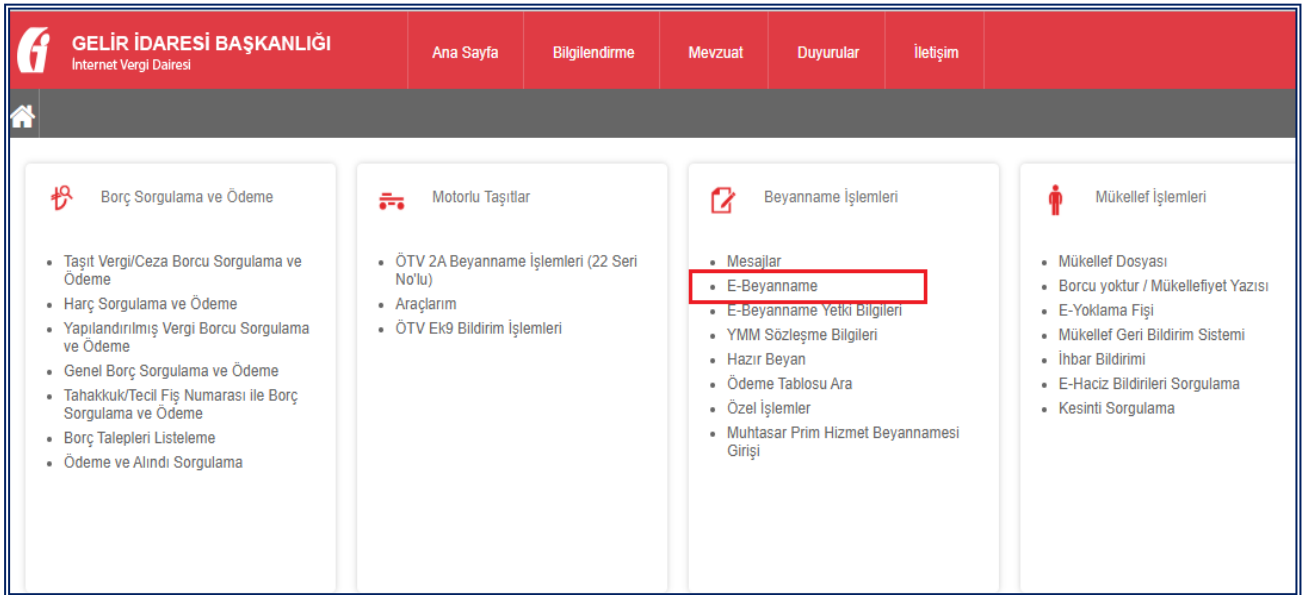 GELİR İDARESİ BAŞKANLIĞI
İnternet Vergi Dairesi
Ana Sayfa
Bilgilendirme
Mevzuat
Duyurular
İletişim
Borç Sorgulama ve Ödeme
Taşıt Vergi/Ceza Borcu Sorgulama ve
Ödeme
Harç Sorgulama ve Ödeme
Yapılandırılmış Vergi Borcu Sorgulama
ve Ödeme
Genel Borç Sorgulama ve Ödeme
Tahakkuk/Tecil Fiş Numarası ile Borç
Sorgulama ve Ödeme
Borç Talepleri Listeleme
Ödeme ve Alındı Sorgulama
Motorlu Taşıtlar
ÖTV 2A Beyanname İşlemleri (22 Seri
No'lu)
Araçlarım
ÖTV Ek9 Bildirim İşlemleri
Beyanname İşlemleri
Mesajlar
E-Beyanname
E-Beyanname Yetki Bilgileri
YMM Sözleşme Bilgileri
Hazır Beyan
Ödeme Tablosu Ara
Özel İşlemler
Muhtasar Prim Hizmet Beyannamesi
Girişi
Mükellef İşlemleri
Mükellef Dosyası
Borcu yoktur / Mükellefiyet Yazısı
E-Yoklama Fişi
Mükellef Geri Bildirim Sistemi
İhbar Bildirimi
E-Haciz Bildirileri Sorgulama
Kesinti Sorgulama